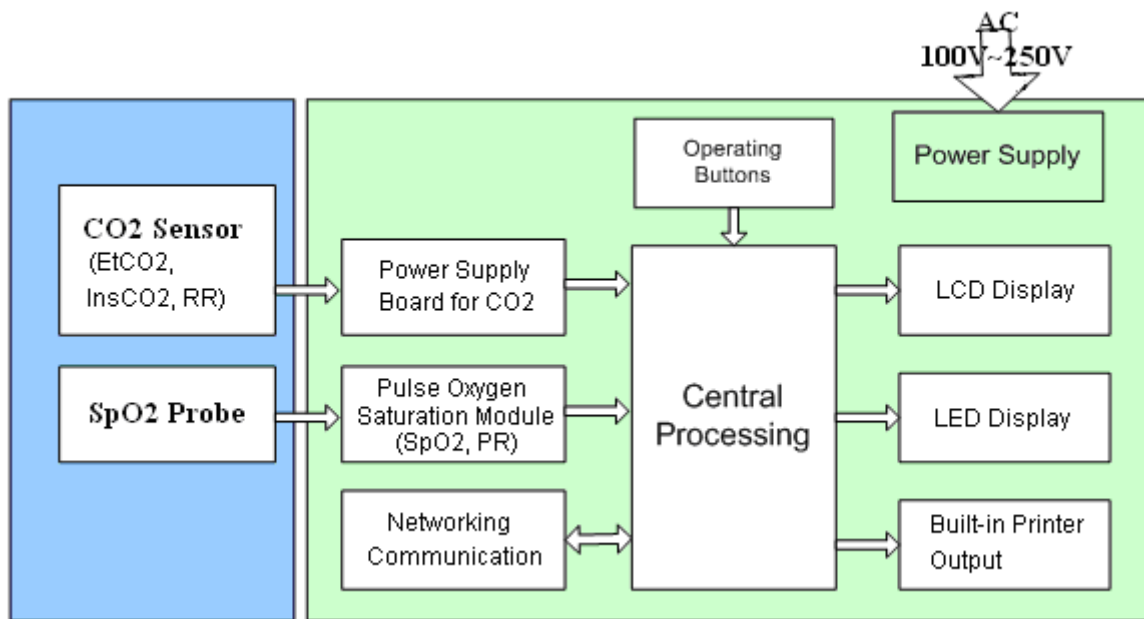 AC
100V~250V
Power Supply
Operating
Buttons
CO2 Sensor
(EtCO2,
InsCO2, RR)
Power Supply
Board for CO2
LCD Display
SpO2 Probe
Pulse Oxygen
Saturation Module
(SpO2, PR)
Central
Processing
LED Display
Networking
Communication
Built-in Printer
Output